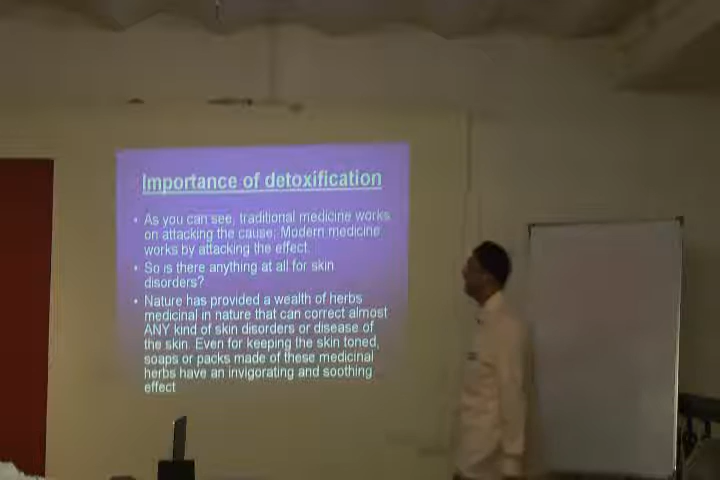 Importance of detoxification
• As you can see, traditional medicine works
on attacking the cause; Modern medicine
works by attacking the effect.
• So is there anything at all for skin
disorders?
• Nature has provided a wealth of herbs
medicinal in nature that can correct almost
ANY kind of skin disorders or disease of
the skin. Even for keeping the skin toned,
soaps or packs made of these medicinal
herbs have an invigorating and soothing
effect